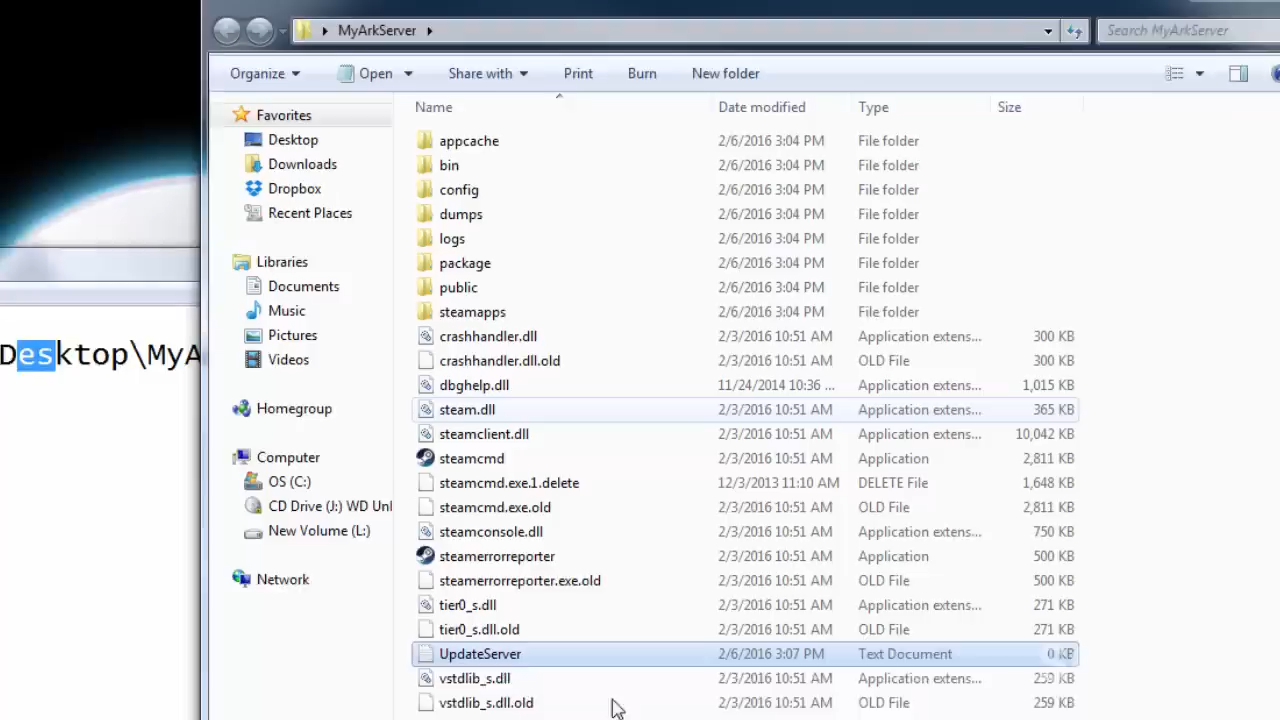 MyArkServer
Search MyArkServer
Organize Open Share with Print Burn New folder
Name Date modified Type Size
Favorites
Desktop
Downloads
Dropbox
Recent Places
Libraries
Documents
Music
Pictures
Videos
Homegroup
Computer
OS (C:)
CD Drive (J:) WD Unl
New Volume (L:)
Network
appcache 2/6/2016 3:04 PM File folder
bin 2/6/2016 3:04 PM File folder
config 2/6/2016 3:04 PM File folder
dumps 2/6/2016 3:04 PM File folder
logs 2/6/2016 3:04 PM File folder
package 2/6/2016 3:04 PM File folder
public 2/6/2016 3:04 PM File folder
steamapps 2/6/2016 3:04 PM File folder
crashhandler.dll 2/3/2016 10:51 AM Application extens... 300 KB
crashhandler.dll.old 2/3/2016 10:51 AM OLD File 300 KB
dbghelp.dll 11/24/2014 10:36 ... Application extens... 1,015 KB
steam.dll 2/3/2016 10:51 AM Application extens... 365 KB
steamclient.dll 2/3/2016 10:51 AM Application extens... 10,042 KB
steamcmd 2/3/2016 10:51 AM Application 2,811 KB
steamcmd.exe.1.delete 12/3/2013 11:10 AM DELETE File 1,648 KB
steamcmd.exe.old 2/3/2016 10:51 AM OLD File 2,811 KB
steamconsole.dll 2/3/2016 10:51 AM Application extens... 750 KB
steamerrorreporter 2/3/2016 10:51 AM Application 500 KB
steamerrorreporter.exe.old 2/3/2016 10:51 AM OLD File 500 KB
tier0_s.dll 2/3/2016 10:51 AM Application extens... 271 KB
tier0_s.dll.old 2/3/2016 10:51 AM OLD File 271 KB
UpdateServer 2/6/2016 3:07 PM Text Document 0 KB
vstdlib_s.dll 2/3/2016 10:51 AM Application extens... 259 KB
vstdlib_s.dll.old 2/3/2016 10:51 AM OLD File 259 KB
Desktop\MyA